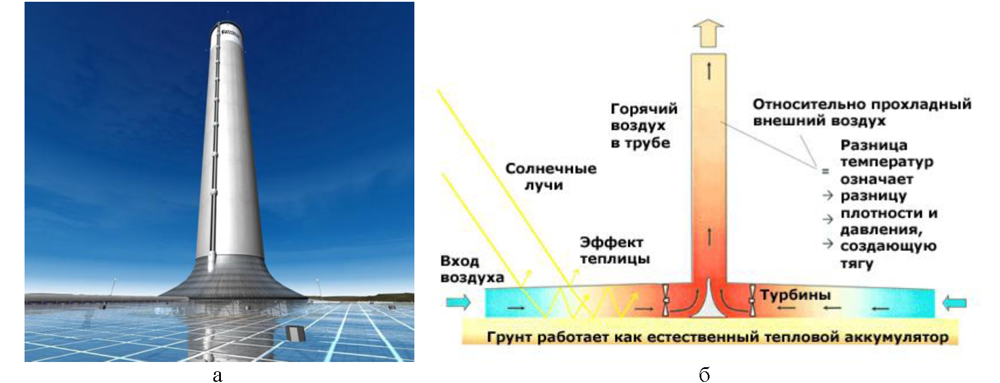 Горячий
воздух
в трубе
Относительно прохладный
внешний воздух
Разница
температур
= означает
→ разницу
→ плотности и
давления,
→ создающую
тягу
Солнечные
лучи
Эффект
теплицы
Вход
воздуха
Турбины
Грунт работает как естественный тепловой аккумулятор
а
б